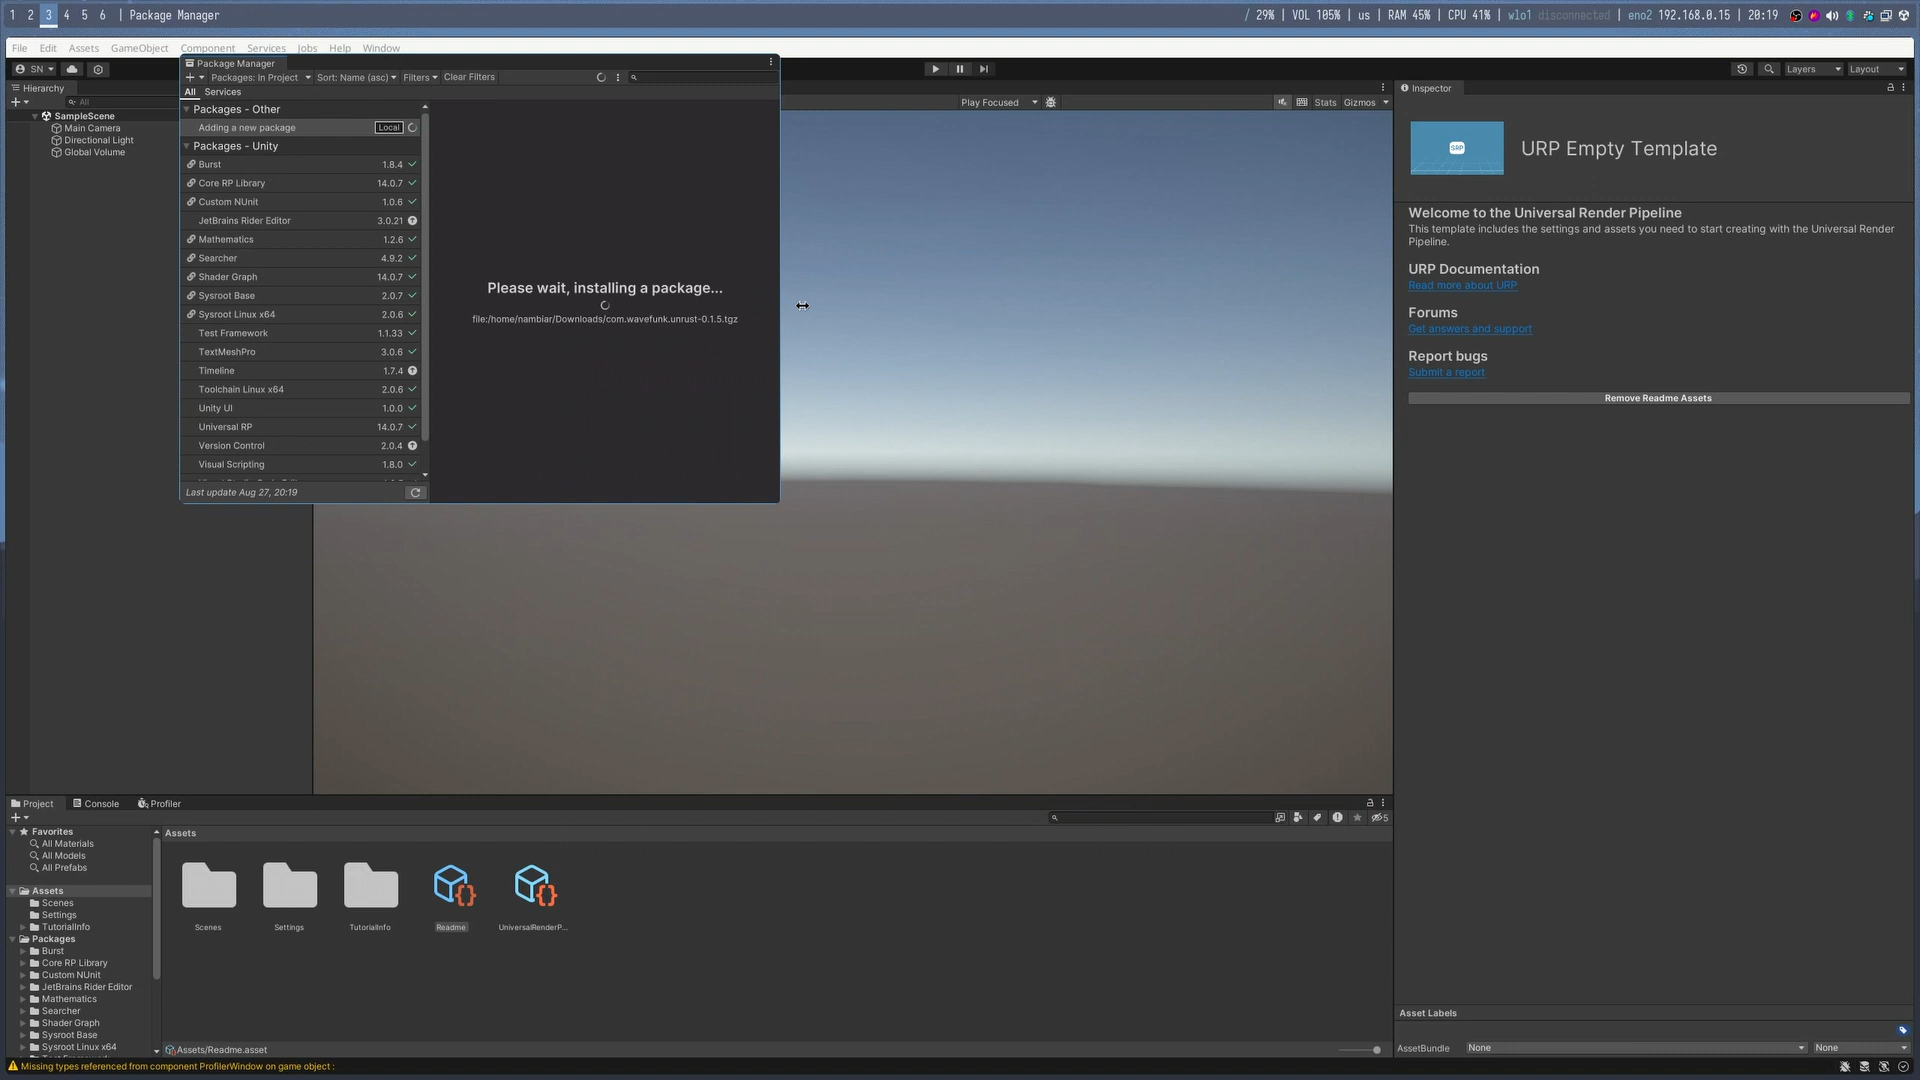 1 2 3 4 5 6 | Package Manager
/ 29% | VOL 105% | us | RAM 45% | CPU 41% | wlo1 disconnected | eno2 192.168.0.15 | 20:19
File Edit Assets GameObject Component Services Jobs Help Window
SN
Layers
Layout
Package Manager
Packages: In Project
Sort: Name (asc)
Filters
Clear Filters
All Services
Packages - Other
Adding a new package Local
Packages - Unity
Burst 1.8.4
Core RP Library 14.0.7
Custom NUnit 1.0.6
JetBrains Rider Editor 3.0.21
Mathematics 1.2.6
Searcher 4.9.2
Shader Graph 14.0.7
Sysroot Base 2.0.7
Sysroot Linux x64 2.0.6
Test Framework 1.1.33
TextMeshPro 3.0.6
Timeline 1.7.4
Toolchain Linux x64 2.0.6
Unity UI 1.0.0
Universal RP 14.0.7
Version Control 2.0.4
Visual Scripting 1.8.0
Last update Aug 27, 20:19
Please wait, installing a package...
file:/home/nambiar/Downloads/com.wavefunk.unrust-0.1.5.tgz
Hierarchy
All
SampleScene
Main Camera
Directional Light
Global Volume
Play Focused
Stats
Gizmos
Inspector
URP Empty Template
Welcome to the Universal Render Pipeline
This template includes the settings and assets you need to start creating with the Universal Render
Pipeline.
URP Documentation
Read more about URP
Forums
Get answers and support
Report bugs
Submit a report
Remove Readme Assets
Project Console Profiler
5
Favorites
All Materials
All Models
All Prefabs
Assets
Scenes
Settings
TutorialInfo
Packages
Burst
Core RP Library
Custom NUnit
JetBrains Rider Editor
Mathematics
Searcher
Shader Graph
Sysroot Base
Sysroot Linux x64
Assets
Scenes
Settings
TutorialInfo
Readme
UniversalRenderP...
Assets/Readme.asset
Asset Labels
AssetBundle None None
Missing types referenced from component ProfilerWindow on game object :